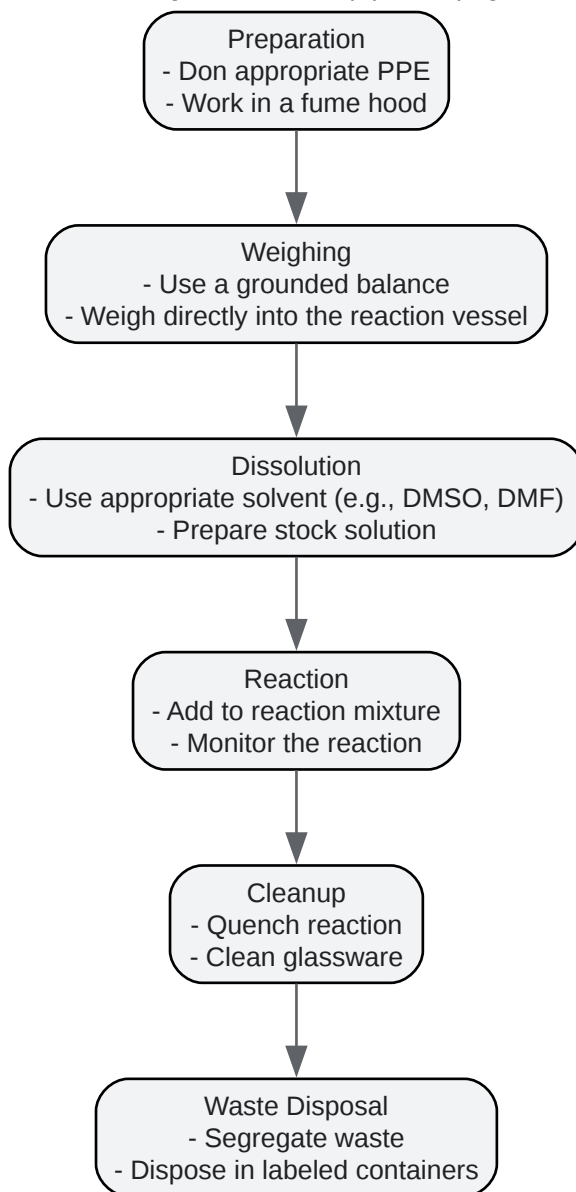 Preparation
- Don appropriate PPE
- Work in a fume hood
Weighing
- Use a grounded balance
- Weigh directly into the reaction vessel
Dissolution
- Use appropriate solvent (e.g., DMSO, DMF)
- Prepare stock solution
Reaction
- Add to reaction mixture
- Monitor the reaction
Cleanup
- Quench reaction
- Clean glassware
Waste Disposal
- Segregate waste
- Dispose in labeled containers